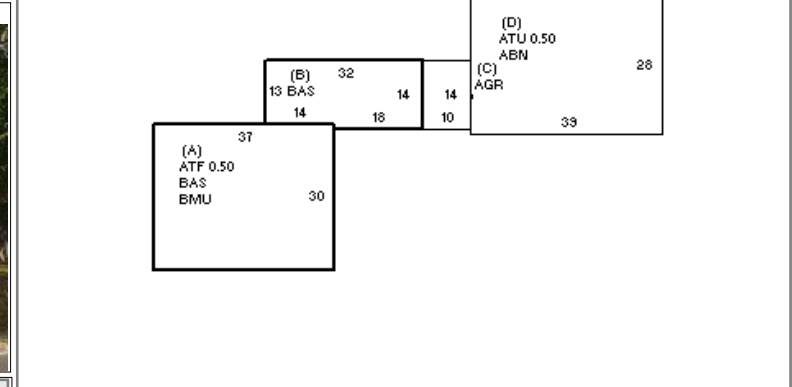 (D)
ATU 0.50
ABN
28
39
(C)
AGR
14
10
(B)
32
13 BAS
14
14
18
37
(A)
ATF 0.50
BAS
BMU
30